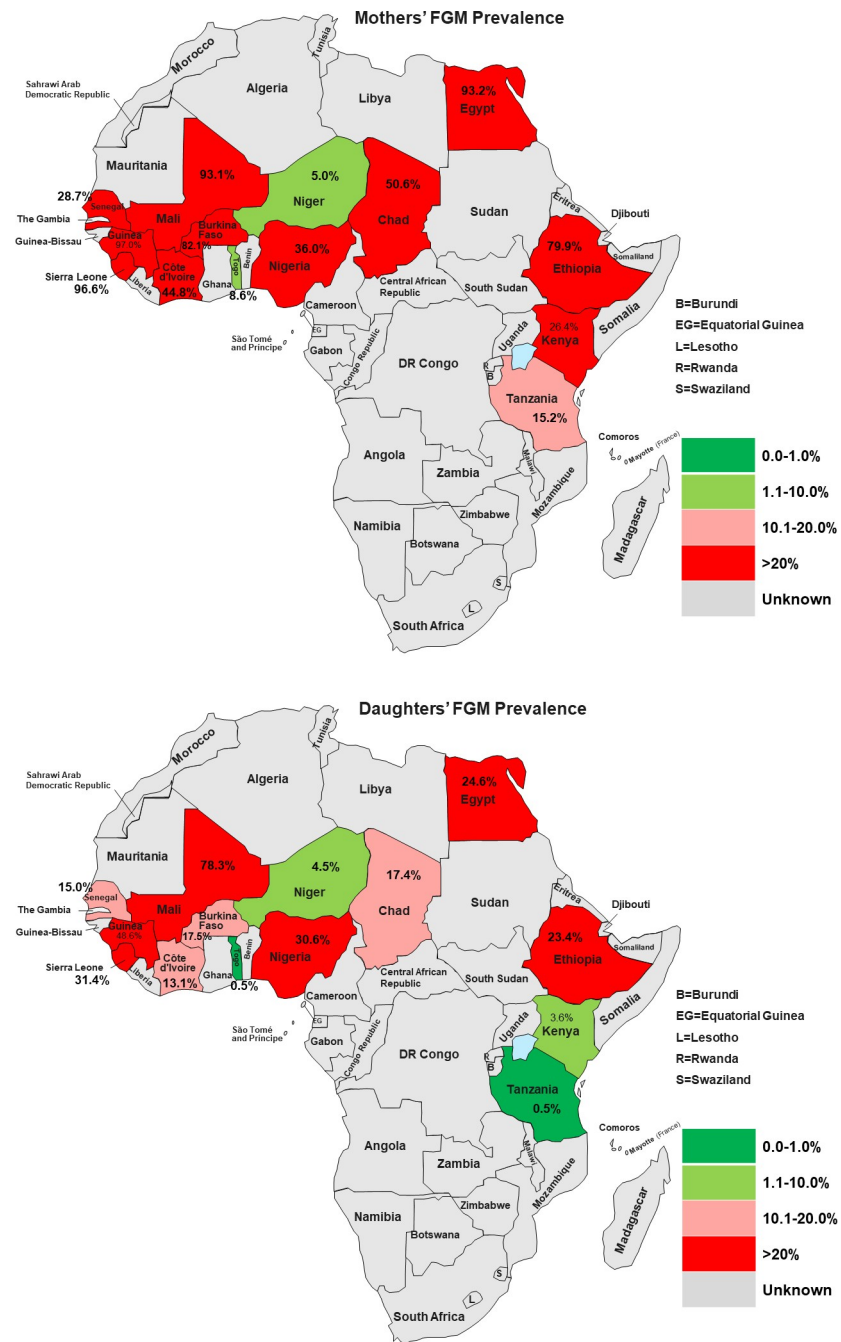 Mothers’ FGM Prevalence
Morocco
Tunisia
Sahrawi Arab
Democratic Republic
Algeria
Libya
93.2%
Egypt
Mauritania
93.1%
5.0%
Niger
50.6%
Chad
Sudan
Eritrea
Djibouti
28.7%
Senegal
The Gambia
Mali
Guinea-Bissau
Guinea
97.0%
Burkina
Faso
82.1%
36.0%
Nigeria
79.9%
Ethiopia
Somaliland
Sierra Leone
96.6%
Liberia
Côte
d'Ivoire
44.8%
Ghana
Togo
8.6%
Benin
Cameroon
Central African
Republic
South Sudan
Somalia
São Tomé
and Príncipe
EG
Gabon
Congo Republic
DR Congo
Uganda
26.4%
Kenya
R
B
Tanzania
15.2%
B=Burundi
EG=Equatorial Guinea
L=Lesotho
R=Rwanda
S=Swaziland
Angola
Zambia
Malawi
Mozambique
Comoros
Mayotte (France)
Madagascar
Namibia
Zimbabwe
Botswana
S
L
South Africa
0.0-1.0%
1.1-10.0%
10.1-20.0%
>20%
Unknown
Daughters’ FGM Prevalence
Morocco
Tunisia
Sahrawi Arab
Democratic Republic
Algeria
Libya
24.6%
Egypt
Mauritania
78.3%
4.5%
Niger
17.4%
Chad
Sudan
Eritrea
Djibouti
15.0%
Senegal
The Gambia
Mali
Guinea-Bissau
Guinea
48.6%
Burkina
Faso
17.5%
30.6%
Nigeria
23.4%
Ethiopia
Somaliland
Sierra Leone
31.4%
Liberia
Côte
d'Ivoire
13.1%
Ghana
Togo
0.5%
Benin
Cameroon
Central African
Republic
South Sudan
Somalia
São Tomé
and Príncipe
EG
Gabon
Congo Republic
DR Congo
Uganda
3.6%
Kenya
R
B
Tanzania
0.5%
B=Burundi
EG=Equatorial Guinea
L=Lesotho
R=Rwanda
S=Swaziland
Angola
Zambia
Malawi
Mozambique
Comoros
Mayotte (France)
Madagascar
Namibia
Zimbabwe
Botswana
S
L
South Africa
0.0-1.0%
1.1-10.0%
10.1-20.0%
>20%
Unknown